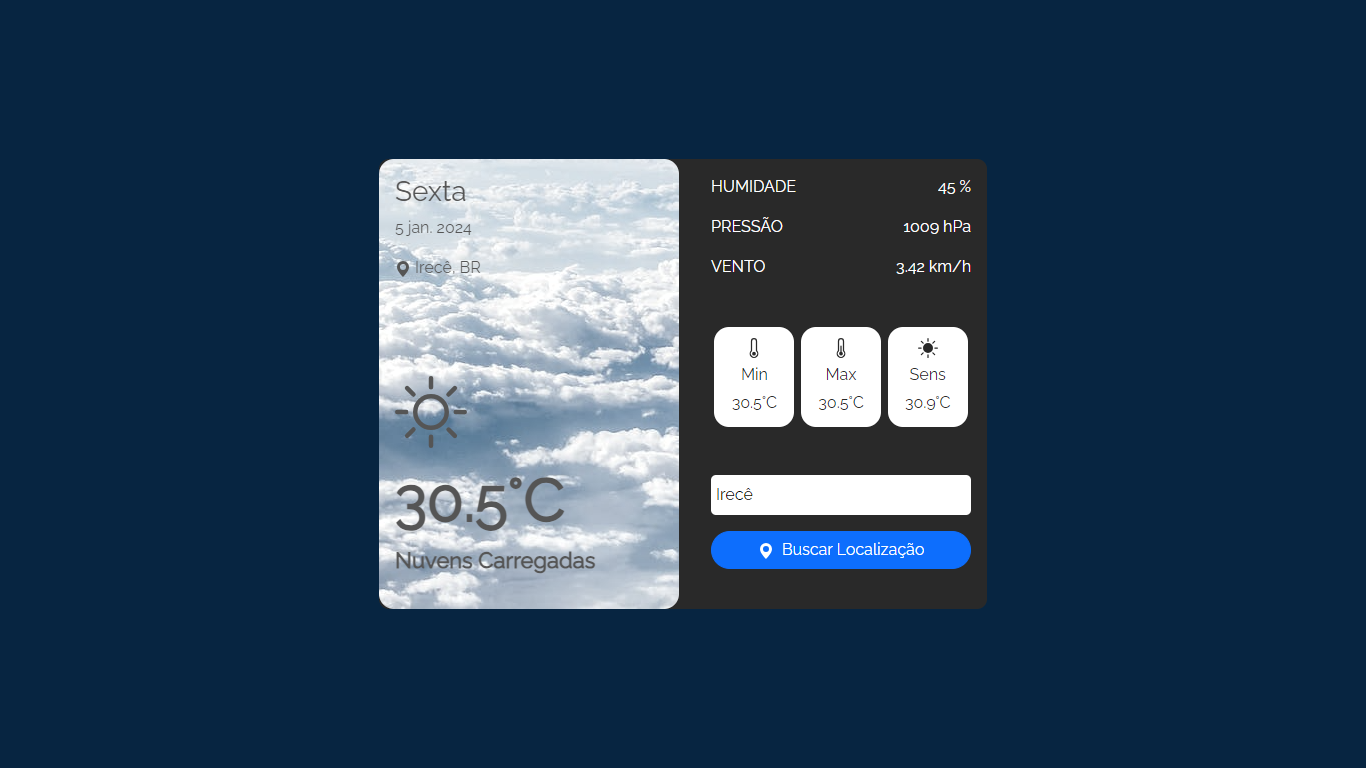 Sexta
5 jan. 2024
Irecê, BR
30.5°C
Nuvens Carregadas
HUMIDADE 45 %
PRESSÃO 1009 hPa
VENTO 3.42 km/h
Min Max Sens
30.5°C 30.5°C 30.9°C
Irecê
Buscar Localização